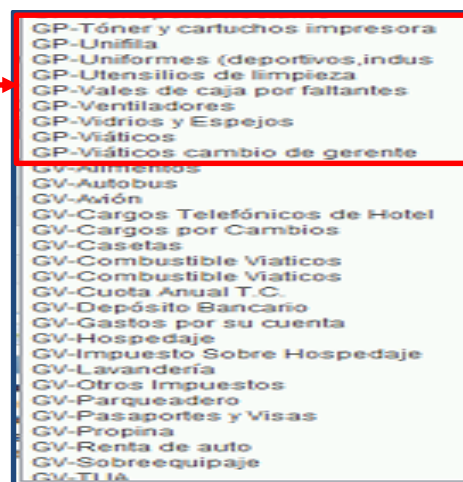 GP-Tóner y cartuchos impresora
GP-Unifila
GP-Uniformes (deportivos,indus
GP-Utensilios de limpieza
GP-Vales de caja por faltantes
GP-Ventiladores
GP-Vidrios y Espejos
GP-Viáticos
GP-Viáticos cambio de gerente
GV-Alimentos
GV-Autobus
GV-Avión
GV-Cargos Telefónicos de Hotel
GV-Cargos por Cambios
GV-Casetas
GV-Combustible Viaticos
GV-Combustible Viaticos
GV-Cuota Anual T.C.
GV-Depósito Bancario
GV-Gastos por su cuenta
GV-Hospedaje
GV-Impuesto Sobre Hospedaje
GV-Lavandería
GV-Otros Impuestos
GV-Parqueadero
GV-Pasaportes y Visas
GV-Propina
GV-Renta de auto
GV-Sobreequipaje
GV-TUA